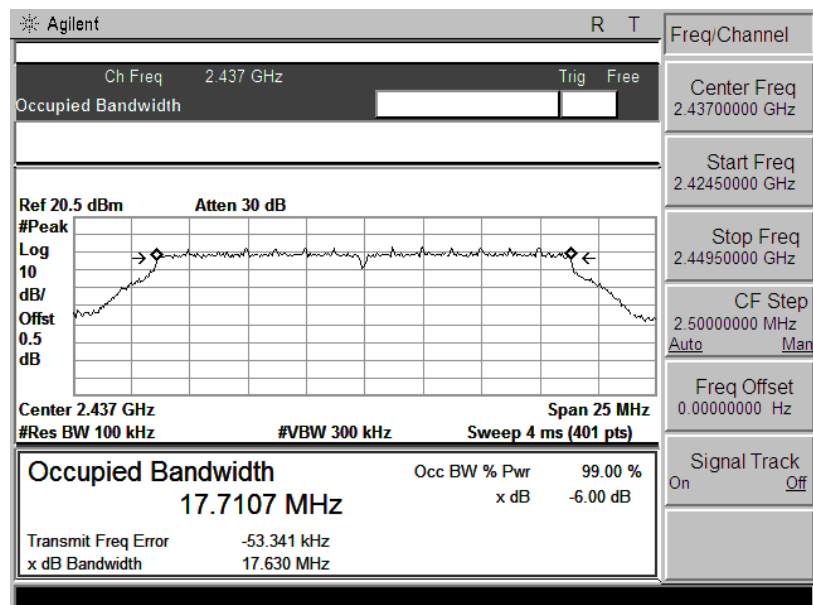 Agilent R T
Freq/Channel
Ch Freq 2.437 GHz Trig Free
Occupied Bandwidth
Center Freq
2.43700000 GHz
Start Freq
2.42450000 GHz
Ref 20.5 dBm Atten 30 dB
#Peak
Log
10
dB/
Offst
0.5
dB
Stop Freq
2.44950000 GHz
CF Step
2.50000000 MHz
Auto Man
Center 2.437 GHz Span 25 MHz
#Res BW 100 kHz #VBW 300 kHz Sweep 4 ms (401 pts)
Freq Offset
0.00000000 Hz
Occupied Bandwidth Occ BW % Pwr 99.00 %
17.7107 MHz x dB -6.00 dB
Signal Track
On Off
Transmit Freq Error -53.341 kHz
x dB Bandwidth 17.630 MHz